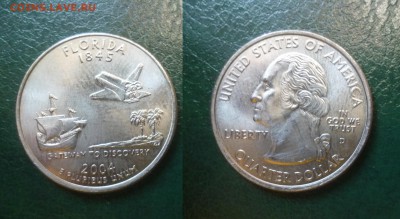 coins.lave.ru
FLORIDA
1845
GATEWAY TO DISCOVERY
2004
E PLURIBUS UNUM
UNITED STATES OF AMERICA
LIBERTY
IN
GOD WE
TRUST
QUARTER DOLLAR